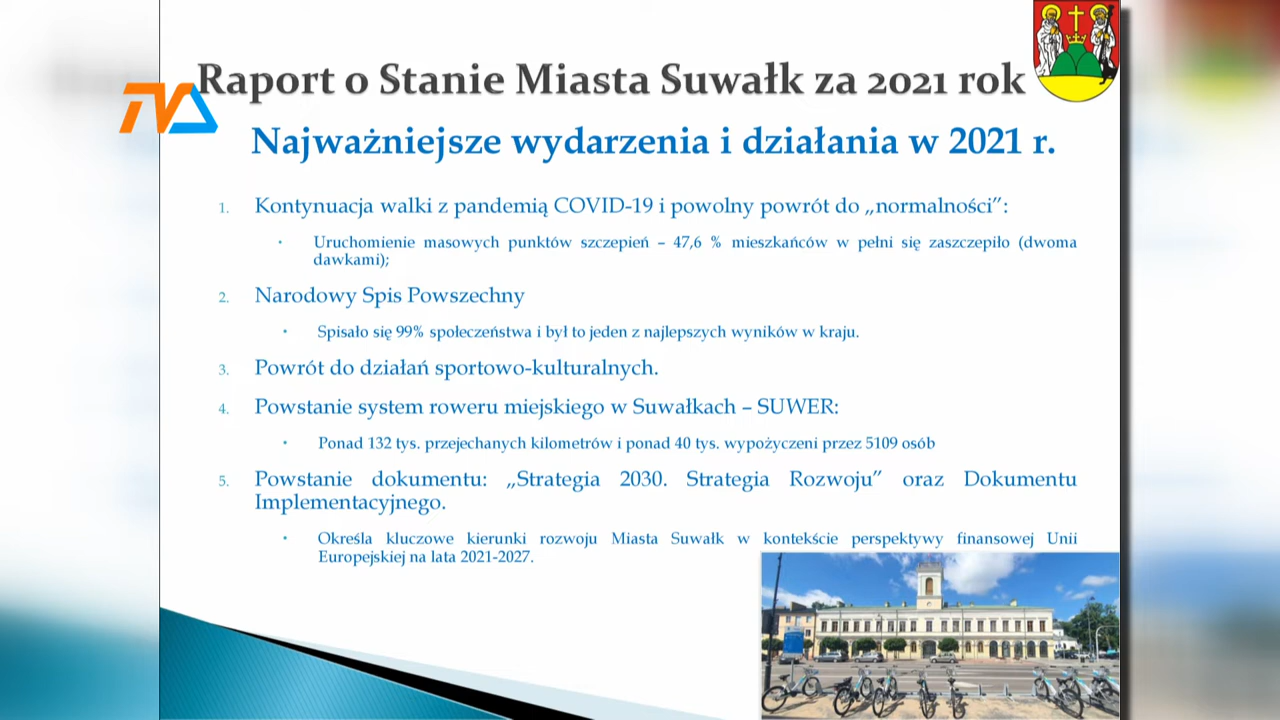 Raport o Stanie Miasta Suwałk za 2021 rok
TVA
Najważniejsze wydarzenia i działania w 2021 r.
1. Kontynuacja walki z pandemią COVID-19 i powolny powrót do „normalności”:
• Uruchomienie masowych punktów szczepień – 47,6 % mieszkańców w pełni się zaszczepiło (dwoma
dawkami);
2. Narodowy Spis Powszechny
• Spisało się 99% społeczeństwa i był to jeden z najlepszych wyników w kraju.
3. Powrót do działań sportowo-kulturalnych.
4. Powstanie system roweru miejskiego w Suwałkach – SUWER:
• Ponad 132 tys. przejechanych kilometrów i ponad 40 tys. wypożyczeni przez 5109 osób
5. Powstanie dokumentu: „Strategia 2030. Strategia Rozwoju” oraz Dokumentu
Implementacyjnego.
• Określa kluczowe kierunki rozwoju Miasta Suwałk w kontekście perspektywy finansowej Unii
Europejskiej na lata 2021-2027.